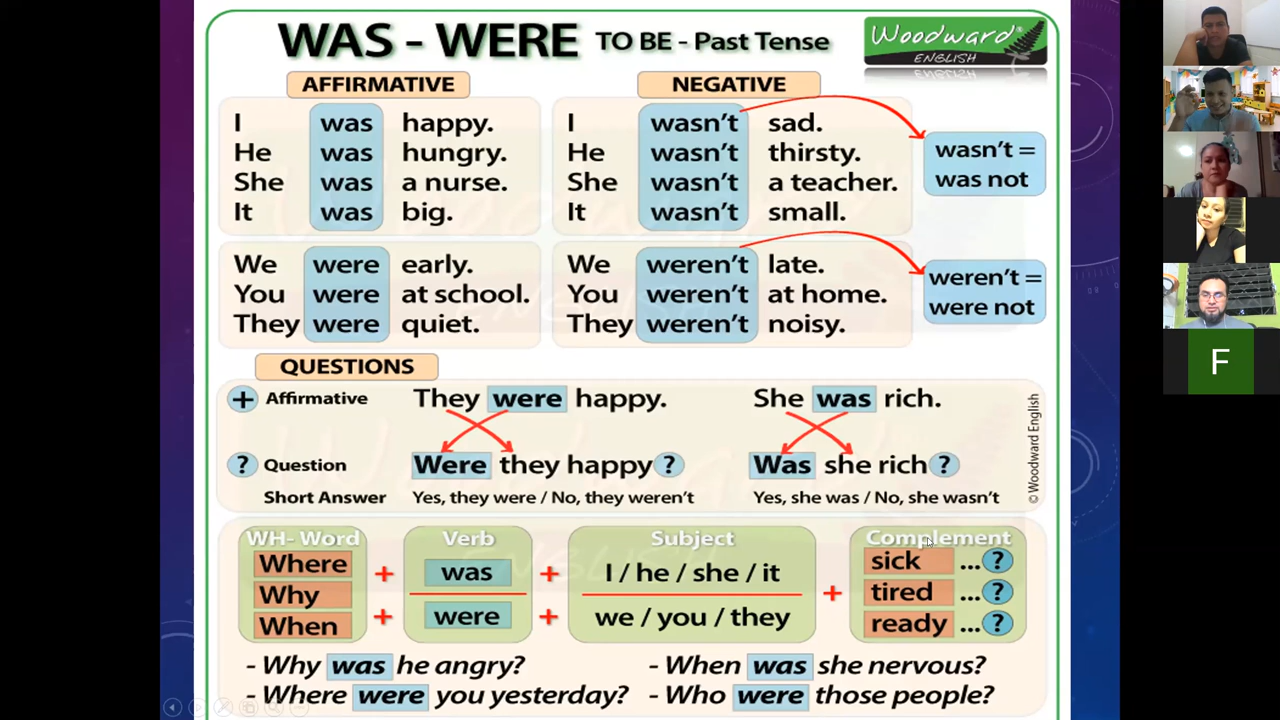 WAS - WERE TO BE - Past Tense
Woodward
ENGLISH
AFFIRMATIVE
I was happy.
He was hungry.
She was a nurse.
It was big.
We were early.
You were at school.
They were quiet.
NEGATIVE
I wasn't sad.
He wasn't thirsty.
She wasn't a teacher.
It wasn't small.
wasn't =
was not
We weren't late.
You weren't at home.
They weren't noisy.
weren't =
were not
QUESTIONS
+ Affirmative They were happy. She was rich.
? Question Were they happy? Was she rich?
Short Answer Yes, they were / No, they weren't Yes, she was / No, she wasn't
© Woodward English
WH- Word Verb Subject Complement
Where + was + I / he / she / it sick ...?
Why + tired ...?
When + were + we / you / they ready ...?
- Why was he angry? - When was she nervous?
- Where were you yesterday? - Who were those people?
F